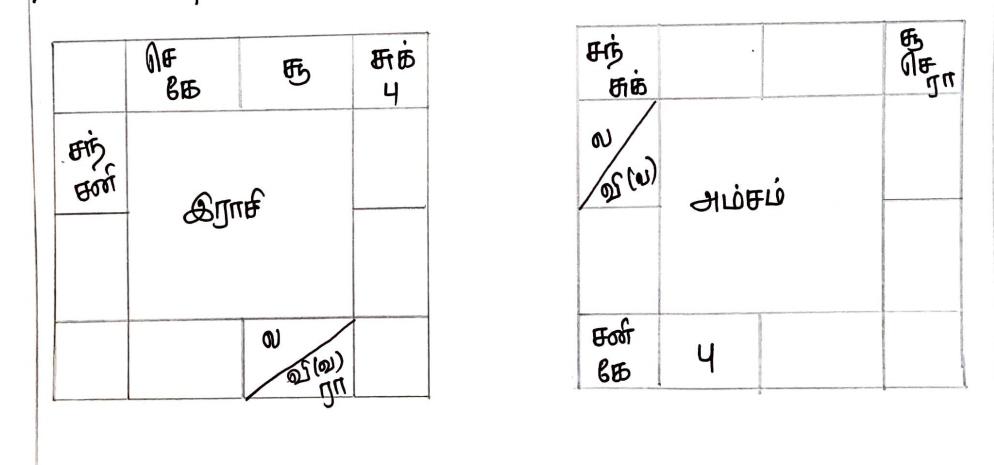 செ
கே
சூ
சுக்
பு
சந்
சனி
இராசி
ல
வி(வ)
ரா
சந்
சுக்
சூ
செ
ரா
ல
வி(வ)
அம்சம்
சனி
கே
பு